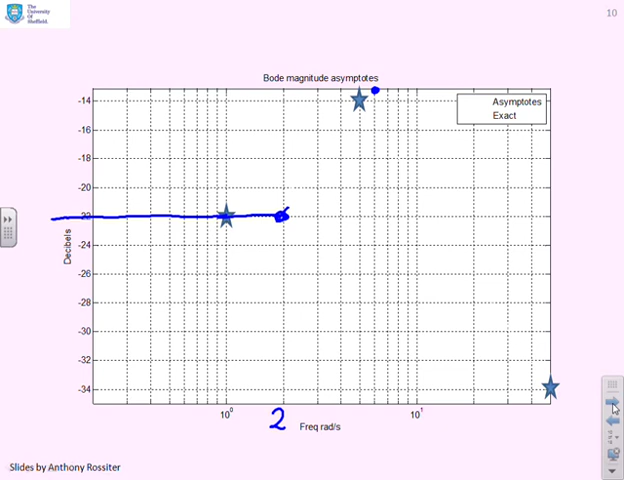 The
University
Of
Sheffield.
10
Bode magnitude asymptotes
-14
-16
-18
-20
-22
-24
-26
-28
-30
-32
-34
Decibels
Asymptotes
Exact
10^0
10^1
2
Freq rad/s
Slides by Anthony Rossiter